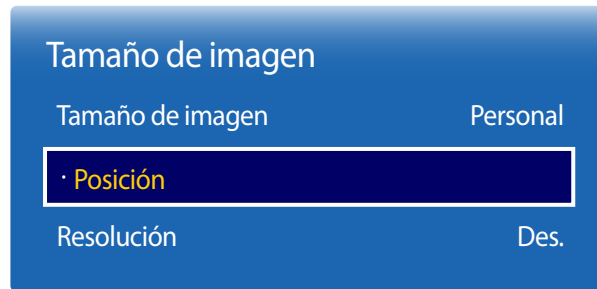 Tamaño de imagen
Tamaño de imagen Personal
· Posición
Resolución Des.